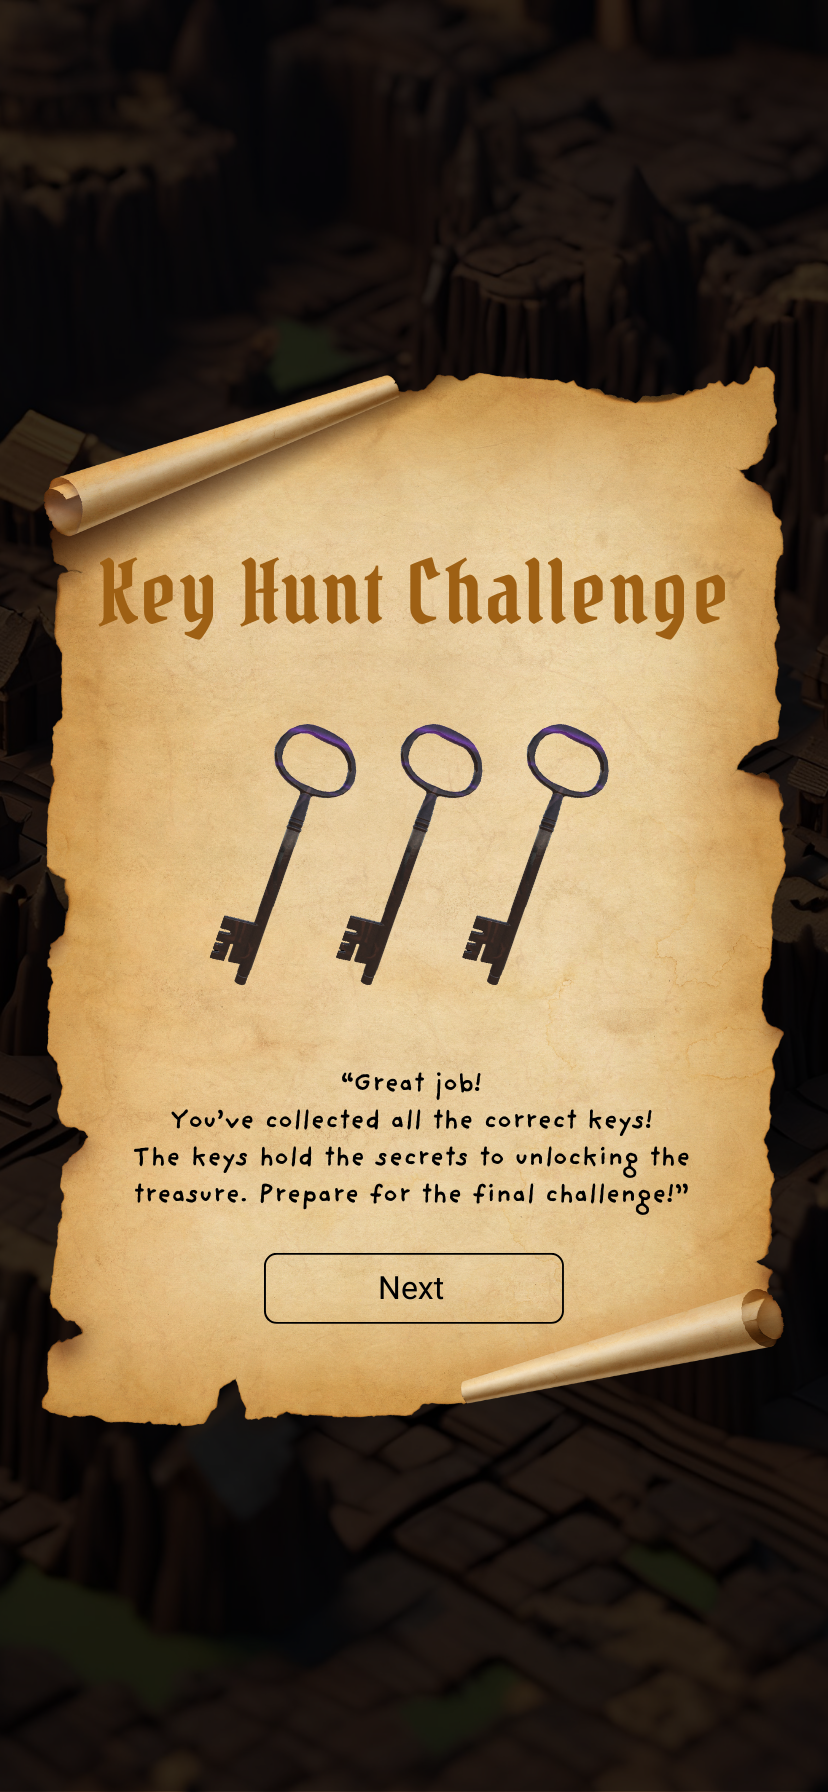 Key Hunt Challenge
“Great job!
You’ve collected all the correct keys!
The keys hold the secrets to unlocking the
treasure. Prepare for the final challenge!”
Next